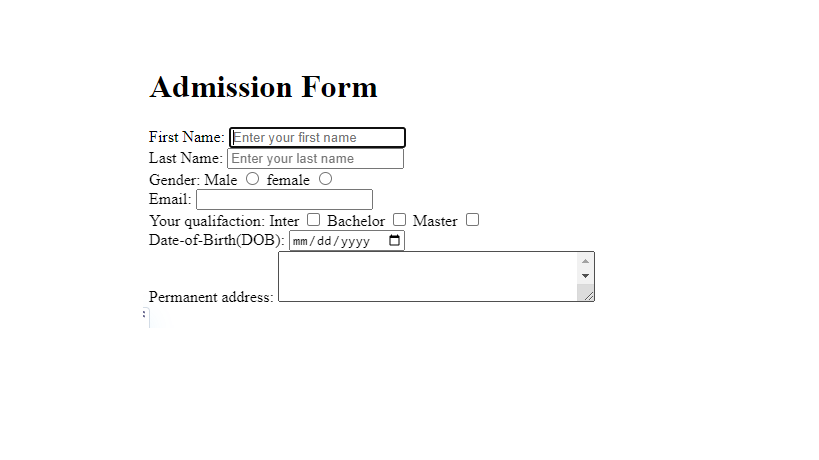 Admission Form
First Name: Enter your first name
Last Name: Enter your last name
Gender: Male female
Email:
Your qualifaction: Inter Bachelor Master
Date-of-Birth(DOB): mm/dd/yyyy
Permanent address: